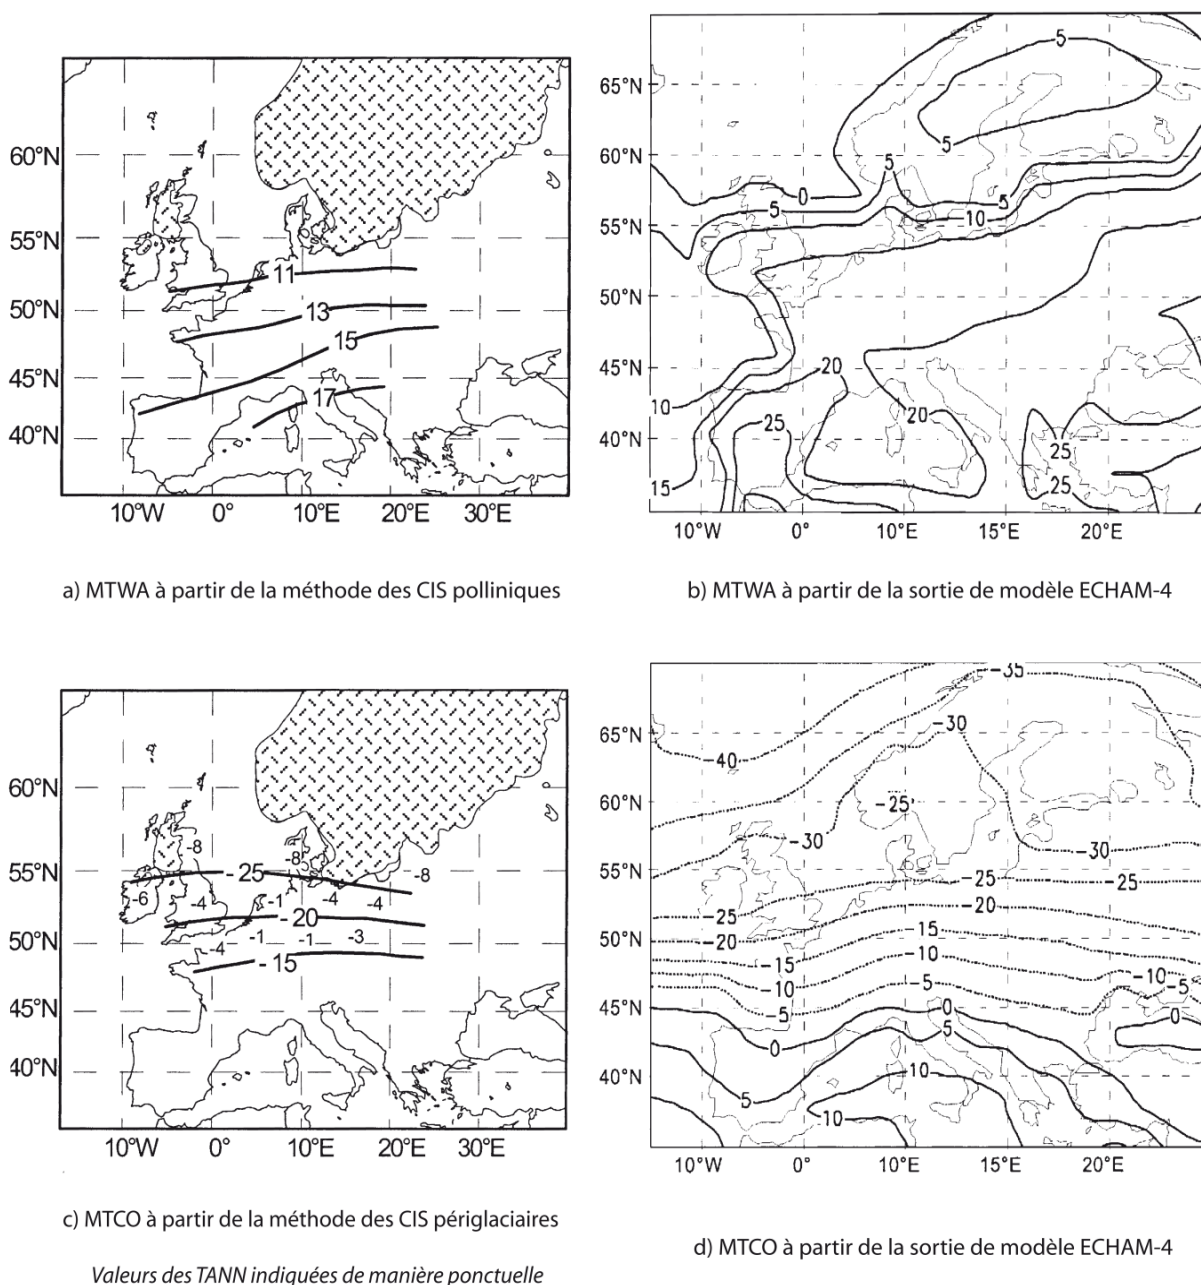 60°N
55°N
50°N
45°N
40°N
11
13
15
17
10°W 0° 10°E 20°E 30°E
a) MTWA à partir de la méthode des CIS polliniques
65°N
60°N
55°N
50°N
45°N
40°N
5
5
0
5
5
5
10
10
15
20
20
25
25
25
10°W 0° 10°E 15°E 20°E
b) MTWA à partir de la sortie de modèle ECHAM-4
60°N
55°N
50°N
45°N
40°N
-8
-8
-8
-25
-6
-4
-1
-4
-4
-20
-4
-1
-1
-3
-15
10°W 0° 10°E 20°E 30°E
c) MTCO à partir de la méthode des CIS périglaciaires
Valeurs des TANN indiquées de manière ponctuelle
65°N
60°N
55°N
50°N
45°N
40°N
-35
-40
-30
-25
-30
-30
-25
-25
-25
-20
-20
-15
-15
-10
-10
-10
-5
-5
-5
0
0
0
5
5
10
10
10°W 0° 10°E 15°E 20°E
d) MTCO à partir de la sortie de modèle ECHAM-4